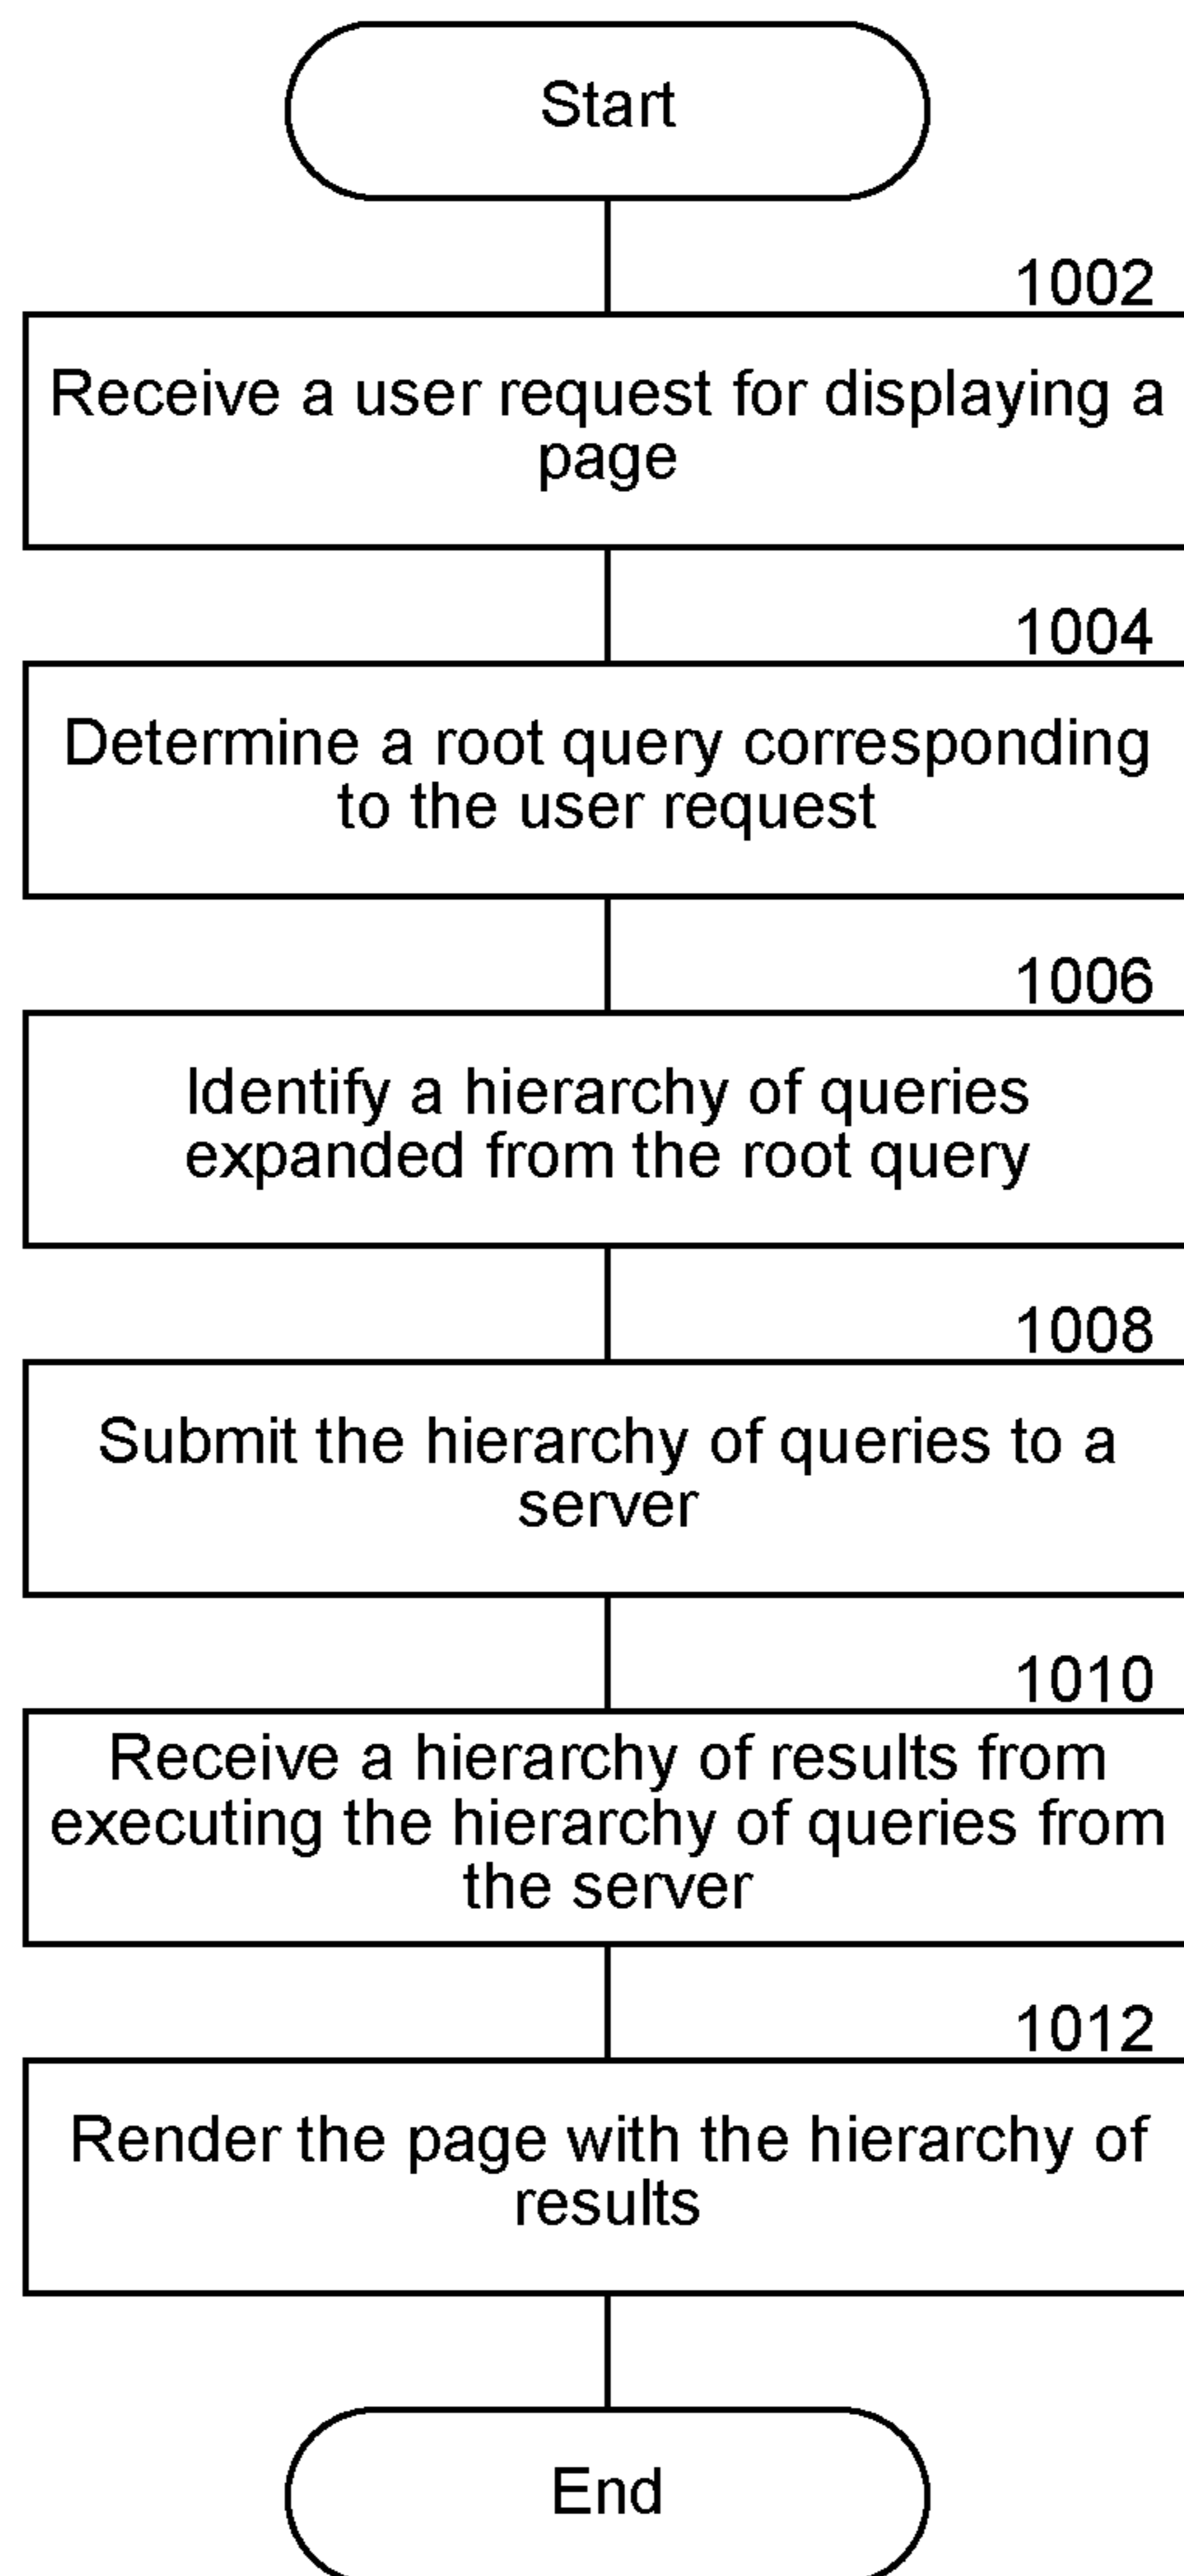 Start
1002
Receive a user request for displaying a
page
1004
Determine a root query corresponding
to the user request
1006
Identify a hierarchy of queries
expanded from the root query
1008
Submit the hierarchy of queries to a
server
1010
Receive a hierarchy of results from
executing the hierarchy of queries from
the server
1012
Render the page with the hierarchy of
results
End